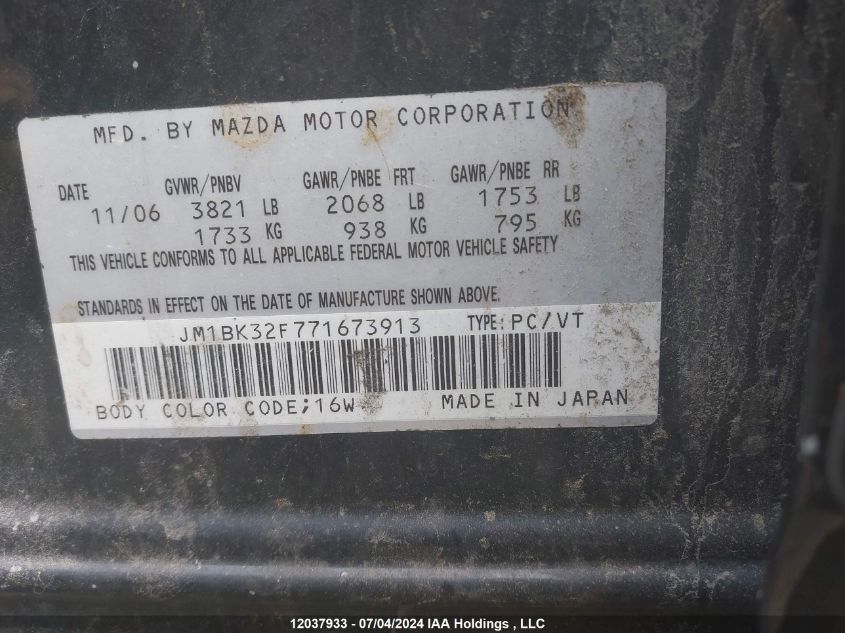 MFD. BY MAZDA MOTOR CORPORATION
DATE GVWR/PNBV GAWR/PNBE FRT GAWR/PNBE RR
11/06 3821 LB 2068 LB 1753 LB
1733 KG 938 KG 795 KG
THIS VEHICLE CONFORMS TO ALL APPLICABLE FEDERAL MOTOR VEHICLE SAFETY
STANDARDS IN EFFECT ON THE DATE OF MANUFACTURE SHOWN ABOVE.
JM1BK32F771673913 TYPE:PC/VT
BODY COLOR CODE;16W MADE IN JAPAN
12037933 - 07/04/2024 IAA Holdings , LLC